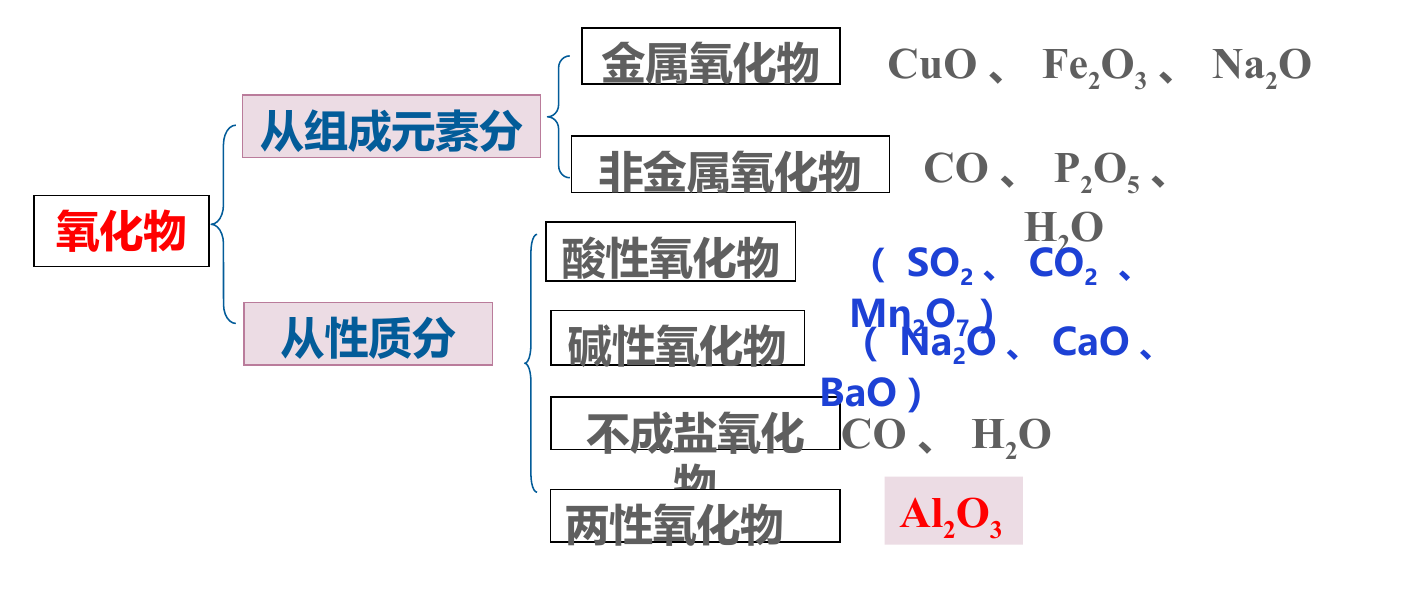 金属氧化物
CuO 、 Fe₂O₃ 、 Na₂O
从组成元素分
非金属氧化物
CO 、 P₂O₅ 、
H₂O
氧化物
酸性氧化物
（ SO₂ 、 CO₂ 、
Mn₂O₇ ）
从性质分
碱性氧化物
（ Na₂O 、 CaO 、
BaO ）
不成盐氧化
物
CO 、 H₂O
两性氧化物
Al₂O₃